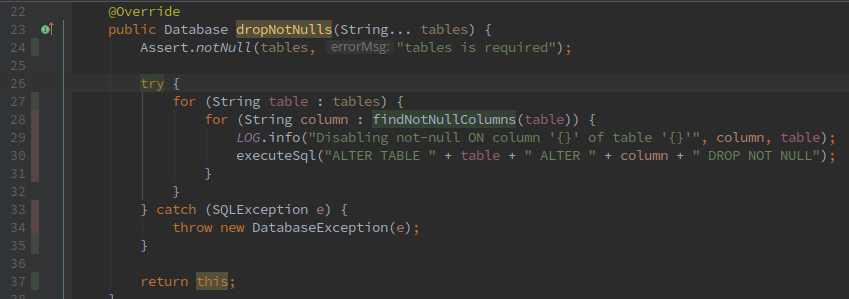 22 @Override
23 public Database dropNotNulls(String... tables) {
24 Assert.notNull(tables, errorMsg: "tables is required");
25
26 try {
27 for (String table : tables) {
28 for (String column : findNotNullColumns(table)) {
29 LOG.info("Disabling not-null ON column '{}' of table '{}'", column, table);
30 executeSql("ALTER TABLE " + table + " ALTER " + column + " DROP NOT NULL");
31 }
32 }
33 } catch (SQLException e) {
34 throw new DatabaseException(e);
35 }
36
37 return this;